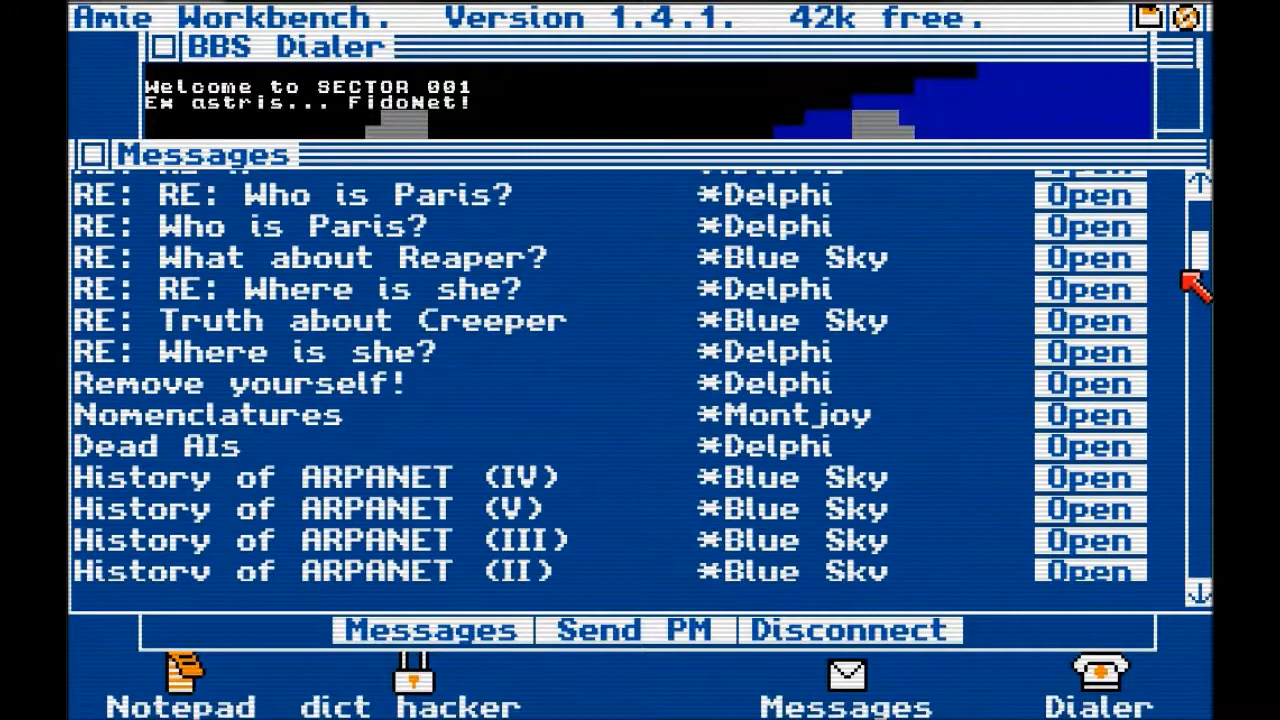 Amie Workbench. Version 1.4.1. 42k free.
BBS Dialer
Welcome to SECTOR 001
Ex astris... FidoNet!
Messages
Open
RE: RE: Who is Paris? *Delphi Open
RE: Who is Paris? *Delphi Open
RE: What about Reaper? *Blue Sky Open
RE: RE: Where is she? *Delphi Open
RE: Truth about Creeper *Blue Sky Open
RE: Where is she? *Delphi Open
Remove yourself! *Delphi Open
Nomenclatures *Montjoy Open
Dead AIs *Delphi Open
History of ARPANET (IV) *Blue Sky Open
History of ARPANET (V) *Blue Sky Open
History of ARPANET (III) *Blue Sky Open
History of ARPANET (II) *Blue Sky Open
Messages Send PM Disconnect
Notepad dict hacker Messages Dialer